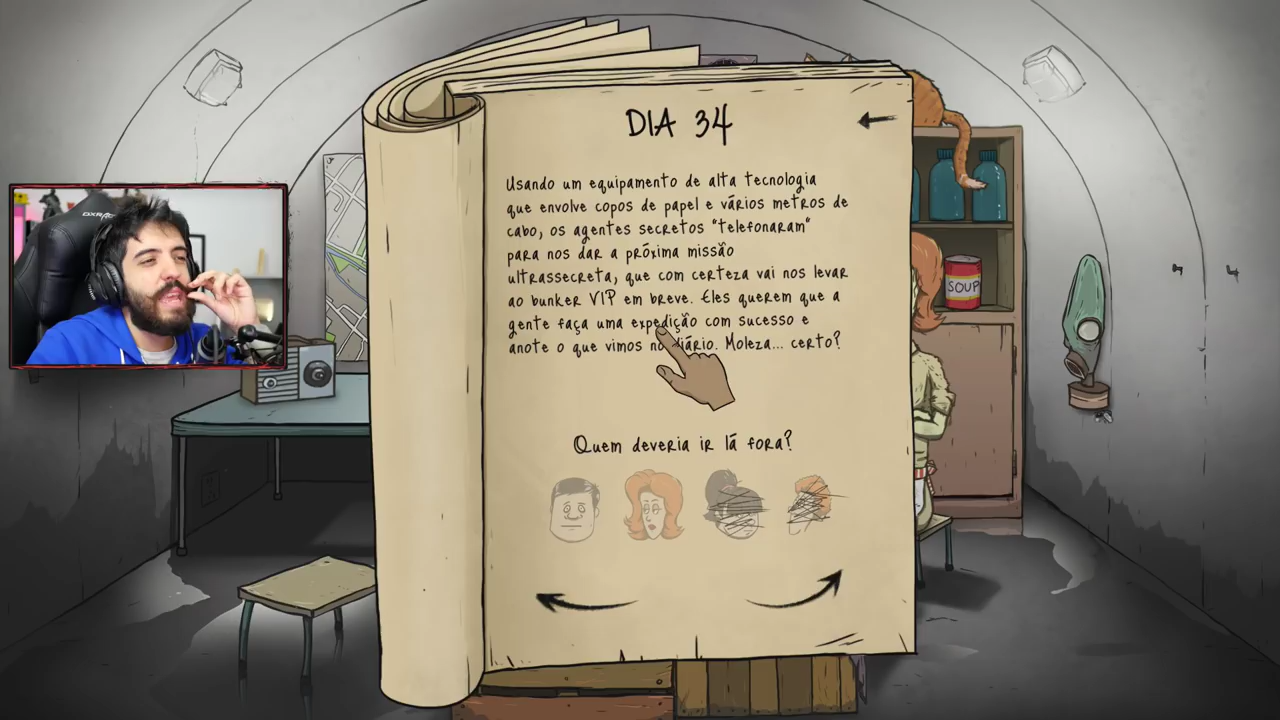 DIA 34
Usando um equipamento de alta tecnologia
que envolve copos de papel e vários metros de
cabo, os agentes secretos "telefonaram"
para nos dar a próxima missão
ultrassecreta, que com certeza vai nos levar
ao bunker VIP em breve. Eles querem que a
gente faça uma expedição com sucesso e
anote o que vimos no diário. Moleza... certo?
Quem deveria ir lá fora?
SOUP